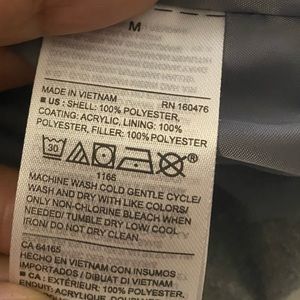 M
MADE IN VIETNAM RN 160476
■ US : SHELL: 100% POLYESTER,
COATING: ACRYLIC, LINING: 100%
POLYESTER, FILLER: 100% POLYESTER
30
1166
MACHINE WASH COLD GENTLE CYCLE/
WASH AND DRY WITH LIKE COLORS/
ONLY NON-CHLORINE BLEACH WHEN
NEEDED/ TUMBLE DRY LOW/ COOL
IRON/ DO NOT DRY CLEAN
CA 64165
HECHO EN VIETNAM CON INSUMOS
IMPORTADOS / DIBUAT DI VIETNAM
■ CA : EXTÉRIEUR: 100% POLYESTER,
ENDUIT: ACRYLIQUE,